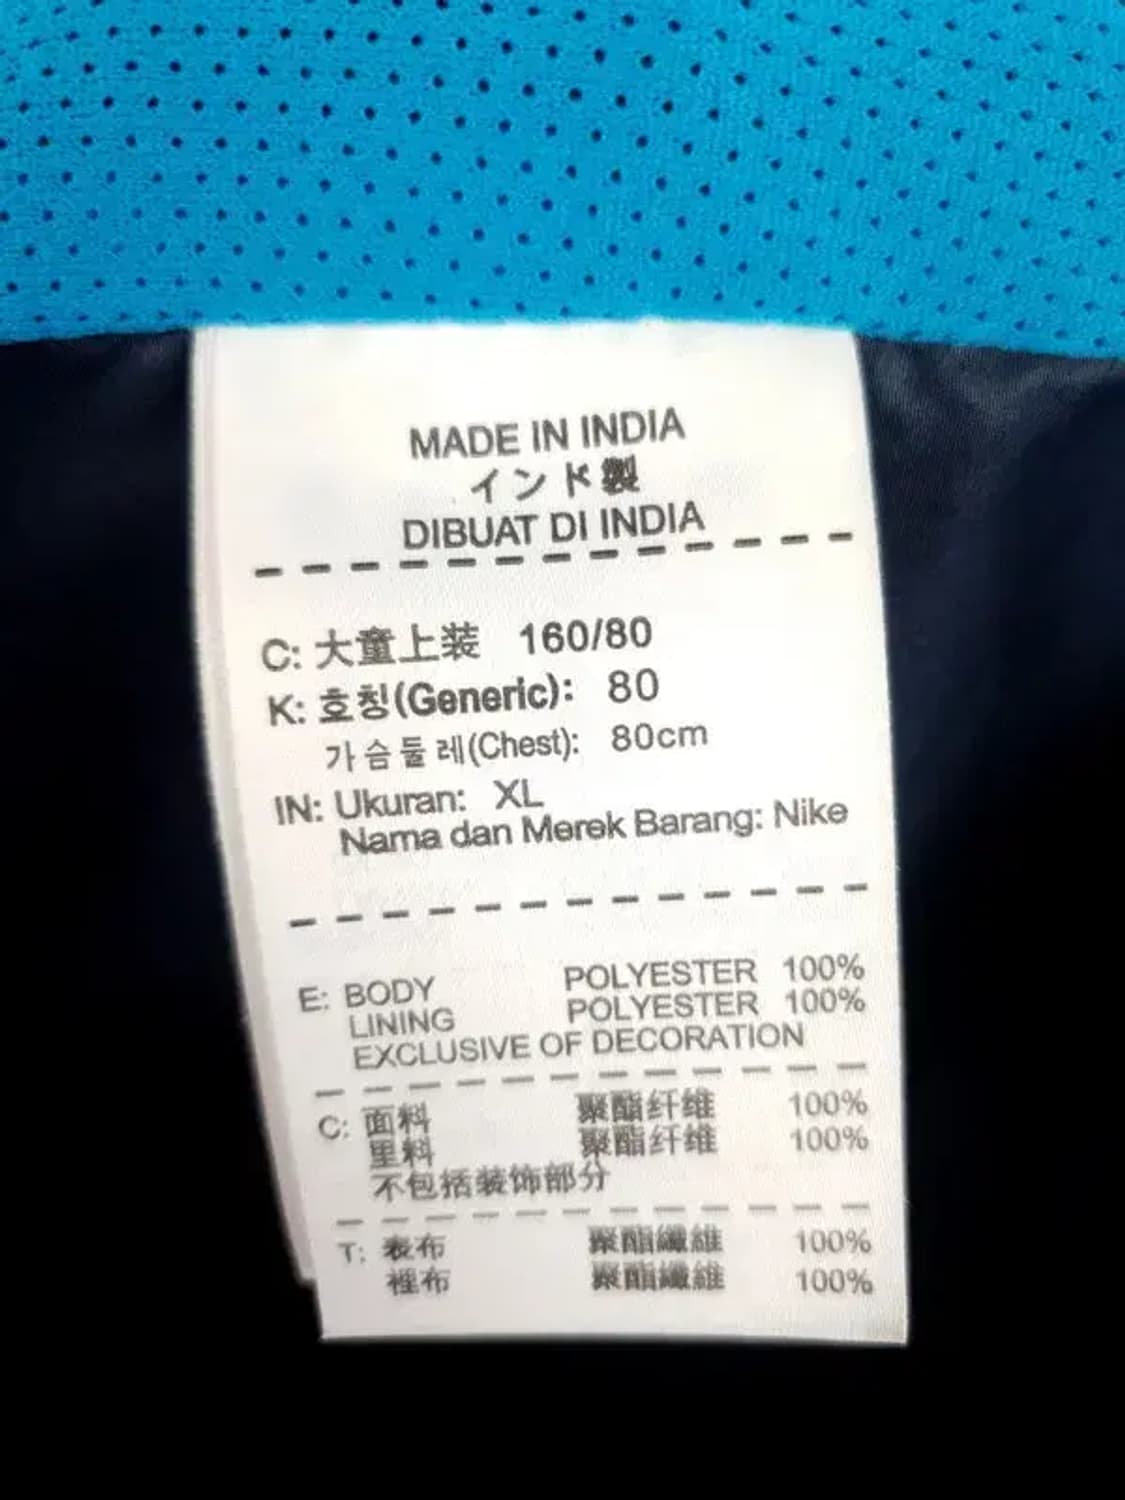 MADE IN INDIA
インド製
DIBUAT DI INDIA
C: 大童上装 160/80
K: 호칭(Generic): 80
가슴둘레(Chest): 80cm
IN: Ukuran: XL
Nama dan Merek Barang: Nike
E: BODY POLYESTER 100%
LINING POLYESTER 100%
EXCLUSIVE OF DECORATION
C: 面料 聚酯纤维 100%
里料 聚酯纤维 100%
不包括装饰部分
T: 表布 聚酯纖維 100%
裡布 聚酯纖維 100%